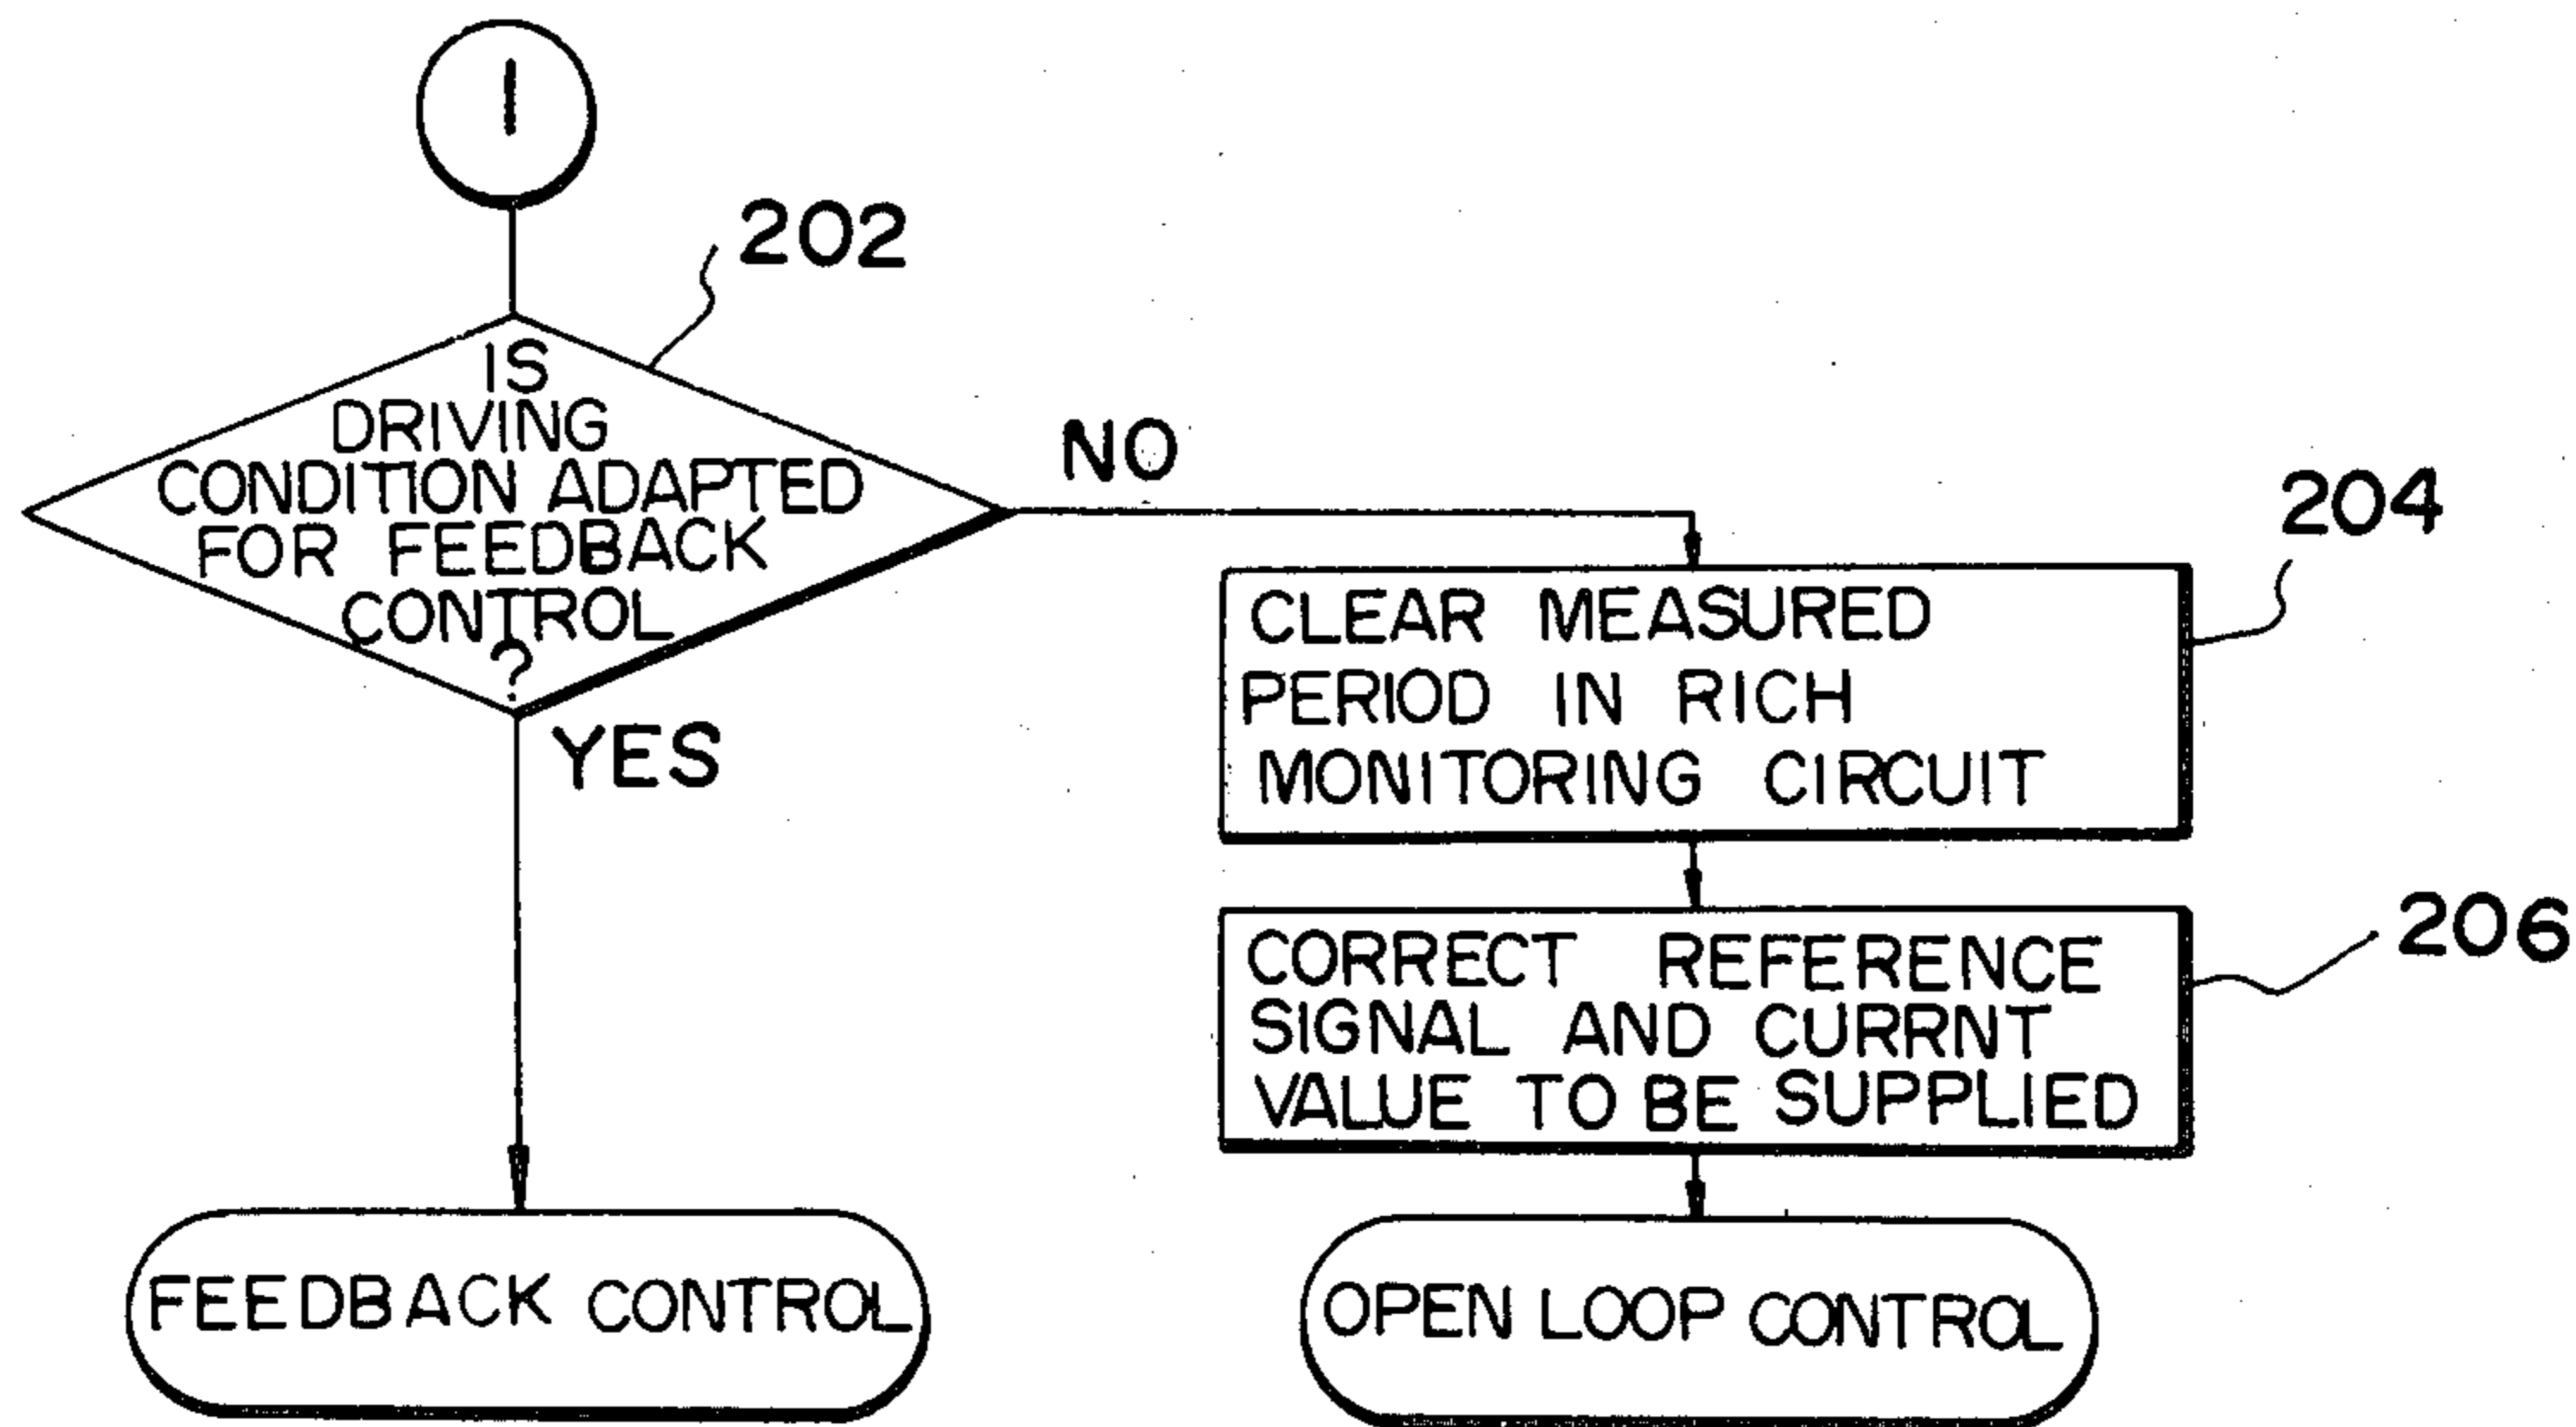 1
202
IS
DRIVING
CONDITION ADAPTED
FOR FEEDBACK
CONTROL
?
NO
YES
204
CLEAR MEASURED
PERIOD IN RICH
MONITORING CIRCUIT
206
CORRECT REFERENCE
SIGNAL AND CURRNT
VALUE TO BE SUPPLIED
FEEDBACK CONTROL
OPEN LOOP CONTROL